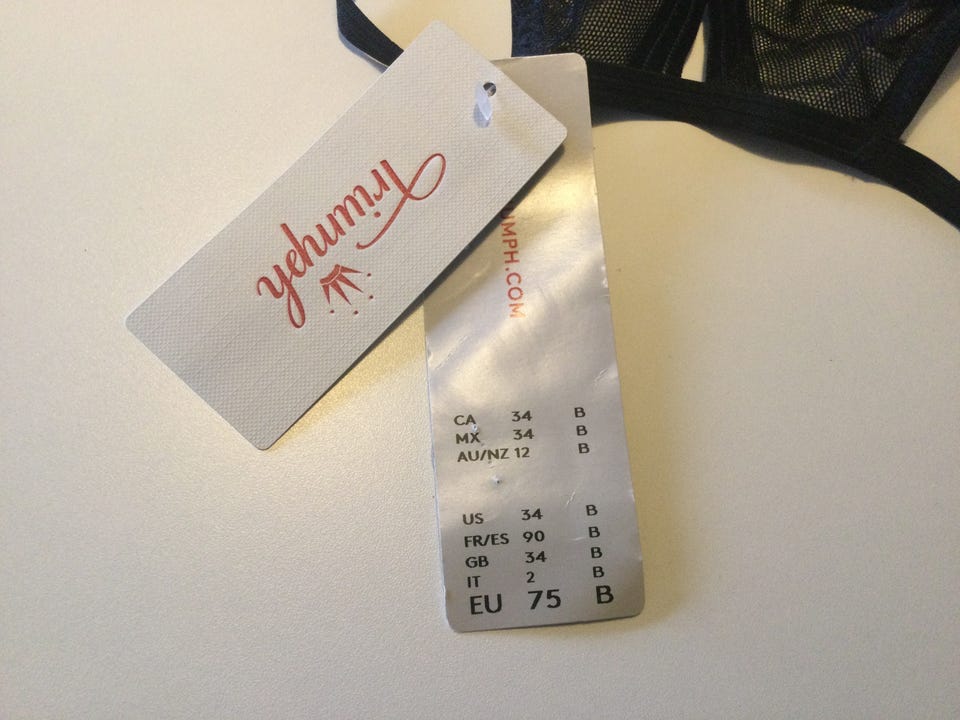 Triumph
UMPH.COM
CA 34 B
MX 34 B
AU/NZ 12 B
US 34 B
FR/ES 90 B
GB 34 B
IT 2 B
EU 75 B